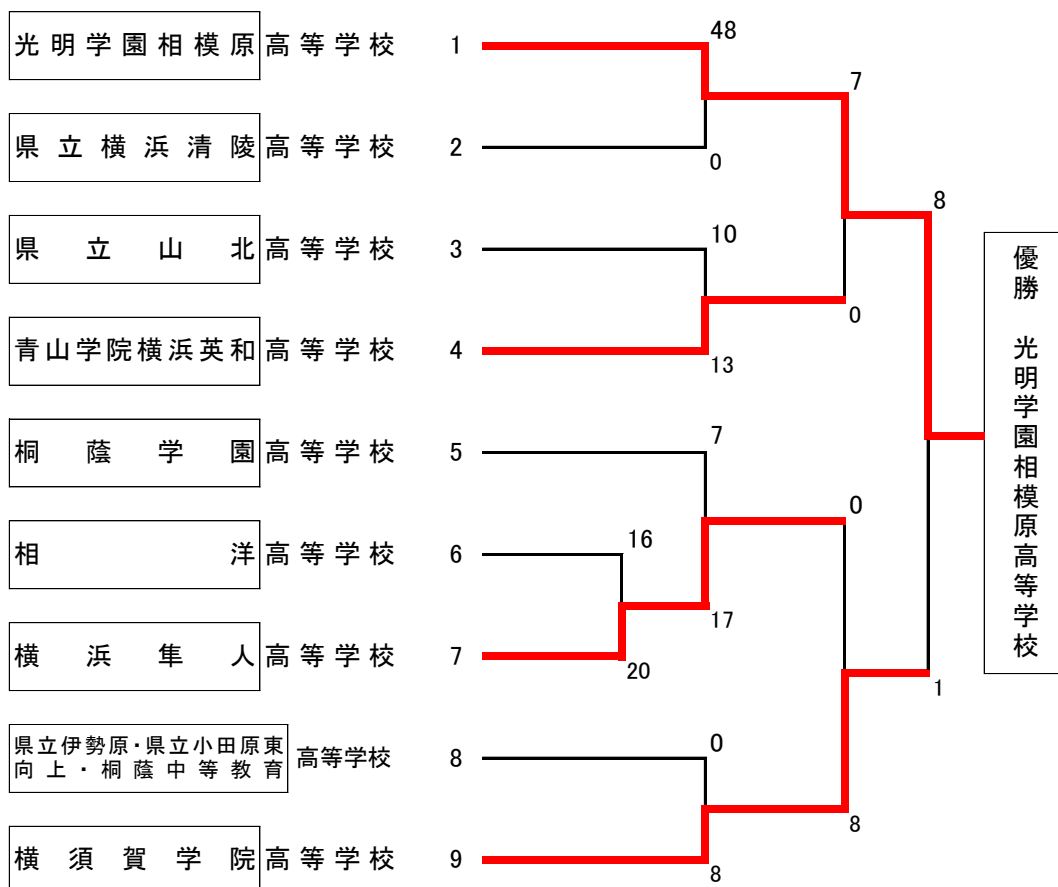 光明学園相模原 高等学校 1
48
7
県立横浜清陵 高等学校 2
0
8
県立山北 高等学校 3
10
0
青山学院横浜英和 高等学校 4
13
桐蔭学園 高等学校 5
7
0
相洋 高等学校 6
16
17
横浜隼人 高等学校 7
20
1
県立伊勢原・県立小田原東
向上・桐蔭中等教育 高等学校 8
0
8
横須賀学院 高等学校 9
8
優勝 光明学園相模原高等学校